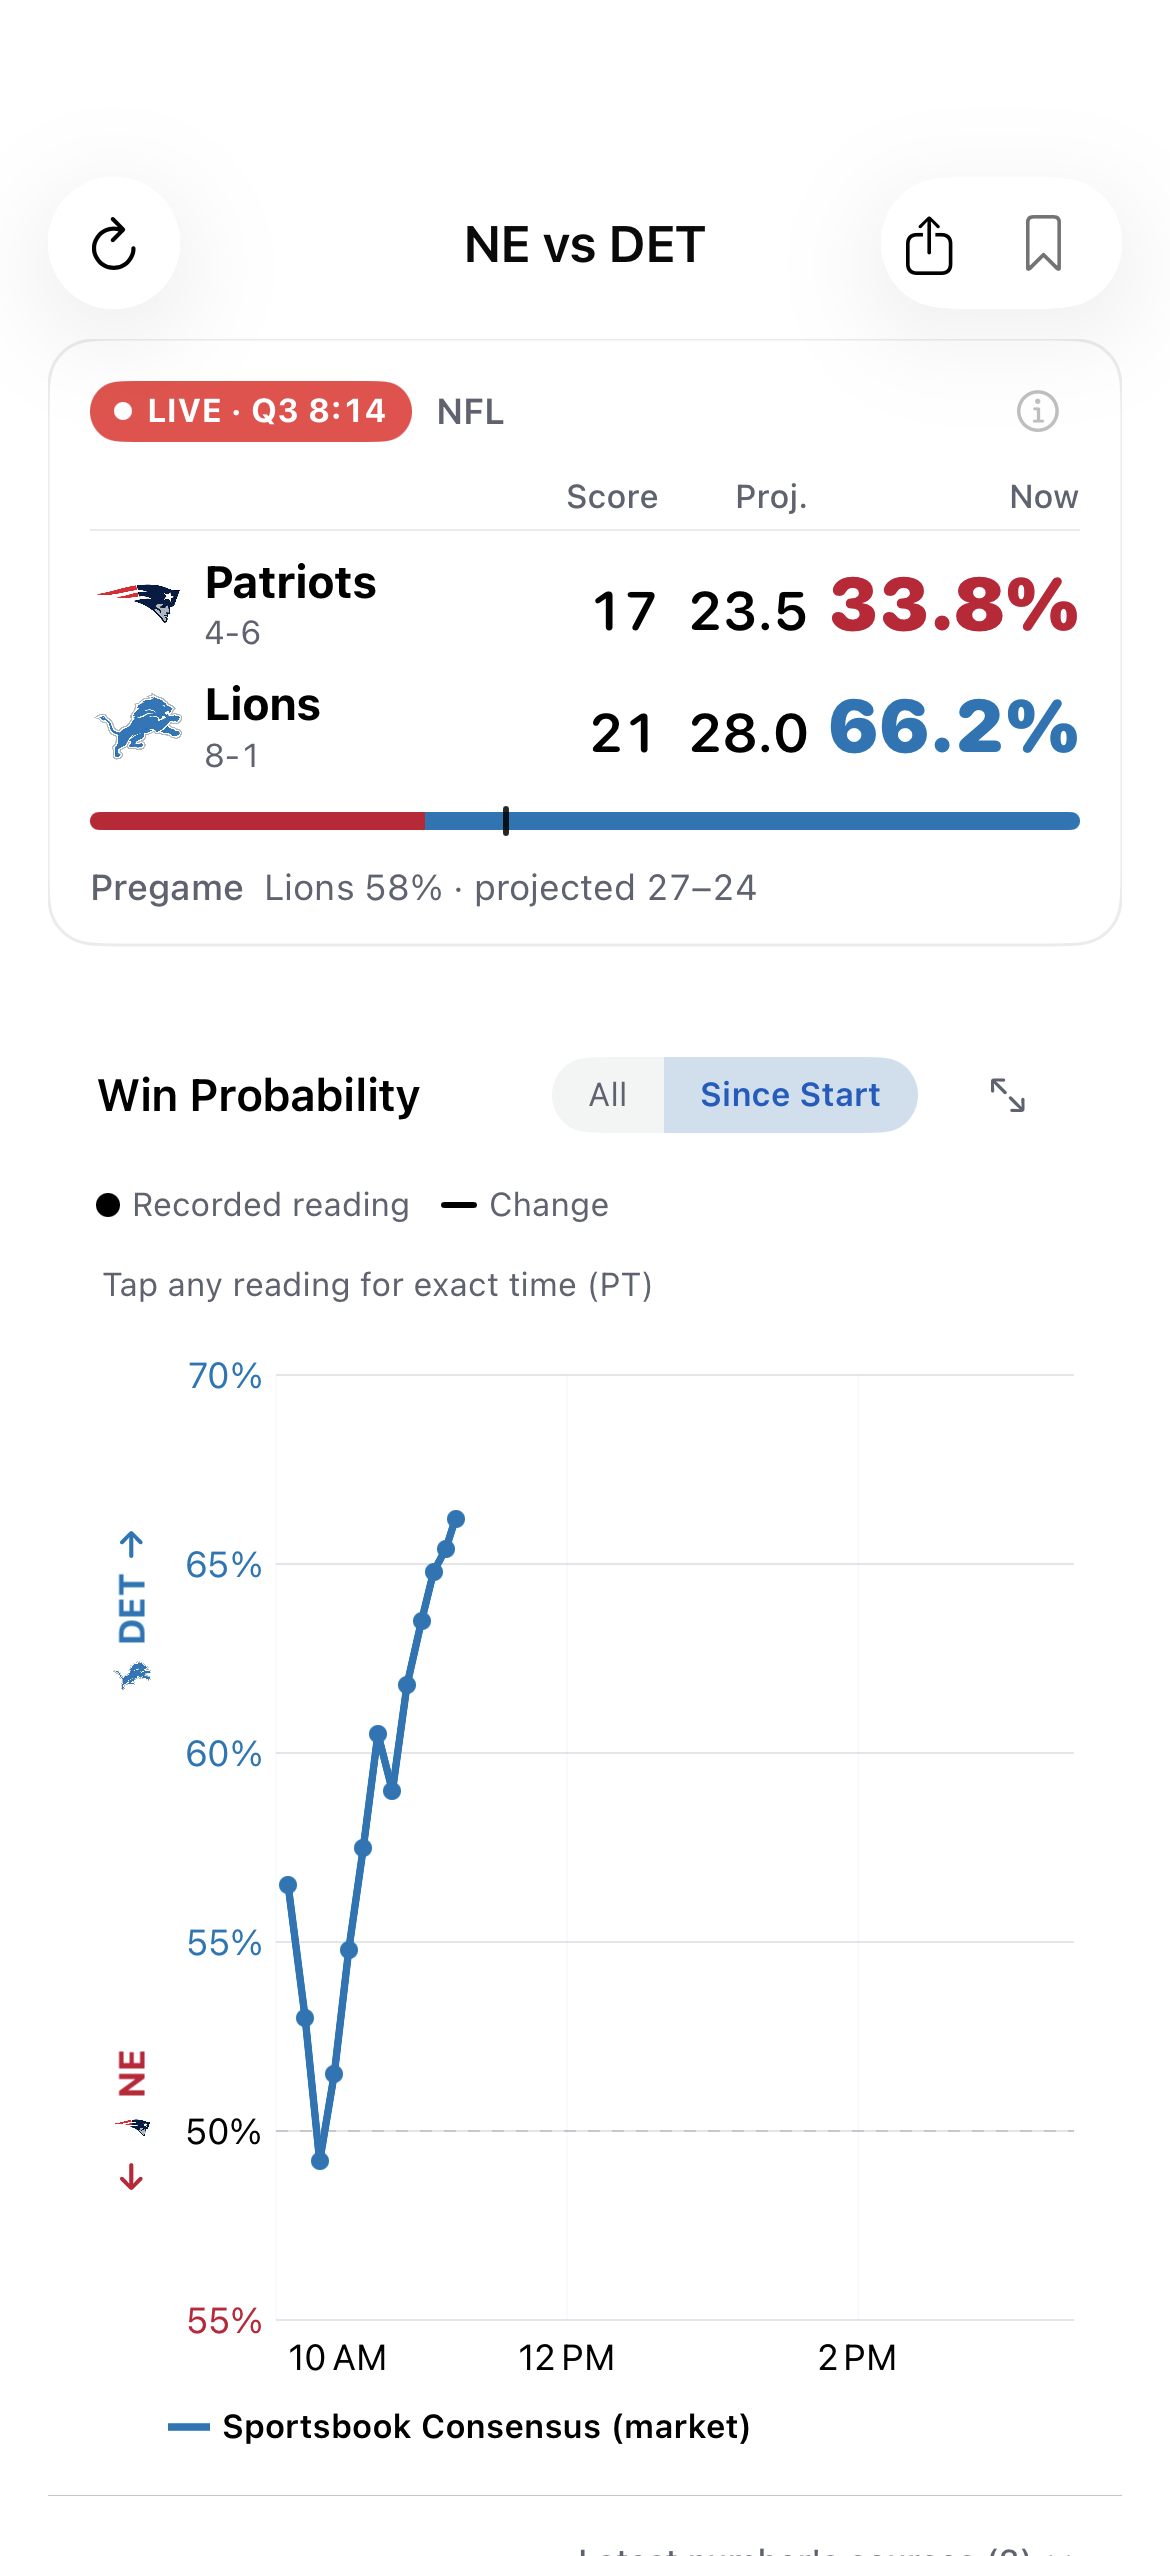 NE vs DET
LIVE · Q3 8:14 NFL
Score Proj. Now
Patriots
4-6
17 23.5 33.8%
Lions
8-1
21 28.0 66.2%
Pregame Lions 58% · projected 27–24
Win Probability All Since Start
Recorded reading Change
Tap any reading for exact time (PT)
70%
DET
65%
60%
55%
NE
50%
55%
10 AM 12 PM 2 PM
Sportsbook Consensus (market)